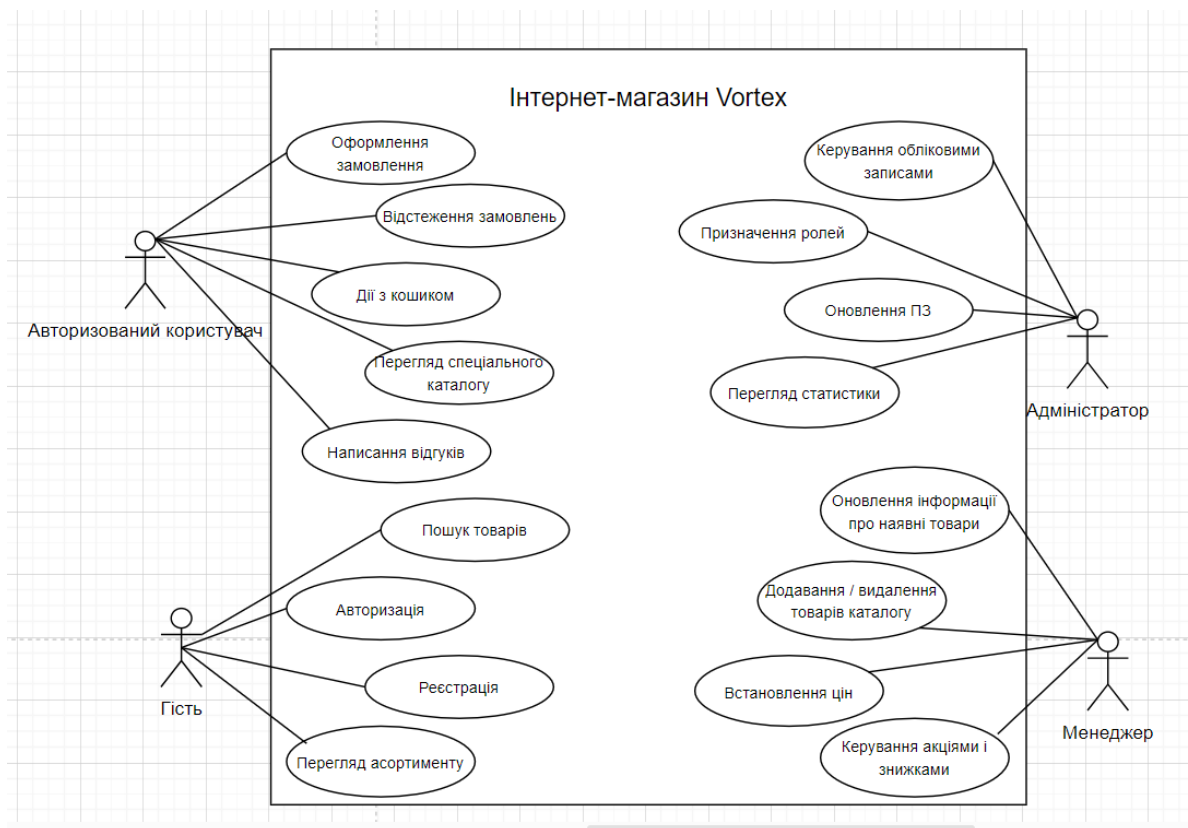 Інтернет-магазин Vortex
Оформлення
замовлення
Відстеження замовлень
Дії з кошиком
Перегляд спеціального
каталогу
Написання відгуків
Авторизований користувач
Пошук товарів
Авторизація
Реєстрація
Перегляд асортименту
Гість
Керування обліковими
записами
Призначення ролей
Оновлення ПЗ
Перегляд статистики
Адміністратор
Оновлення інформації
про наявні товари
Додавання / видалення
товарів каталогу
Встановлення цін
Керування акціями і
знижками
Менеджер